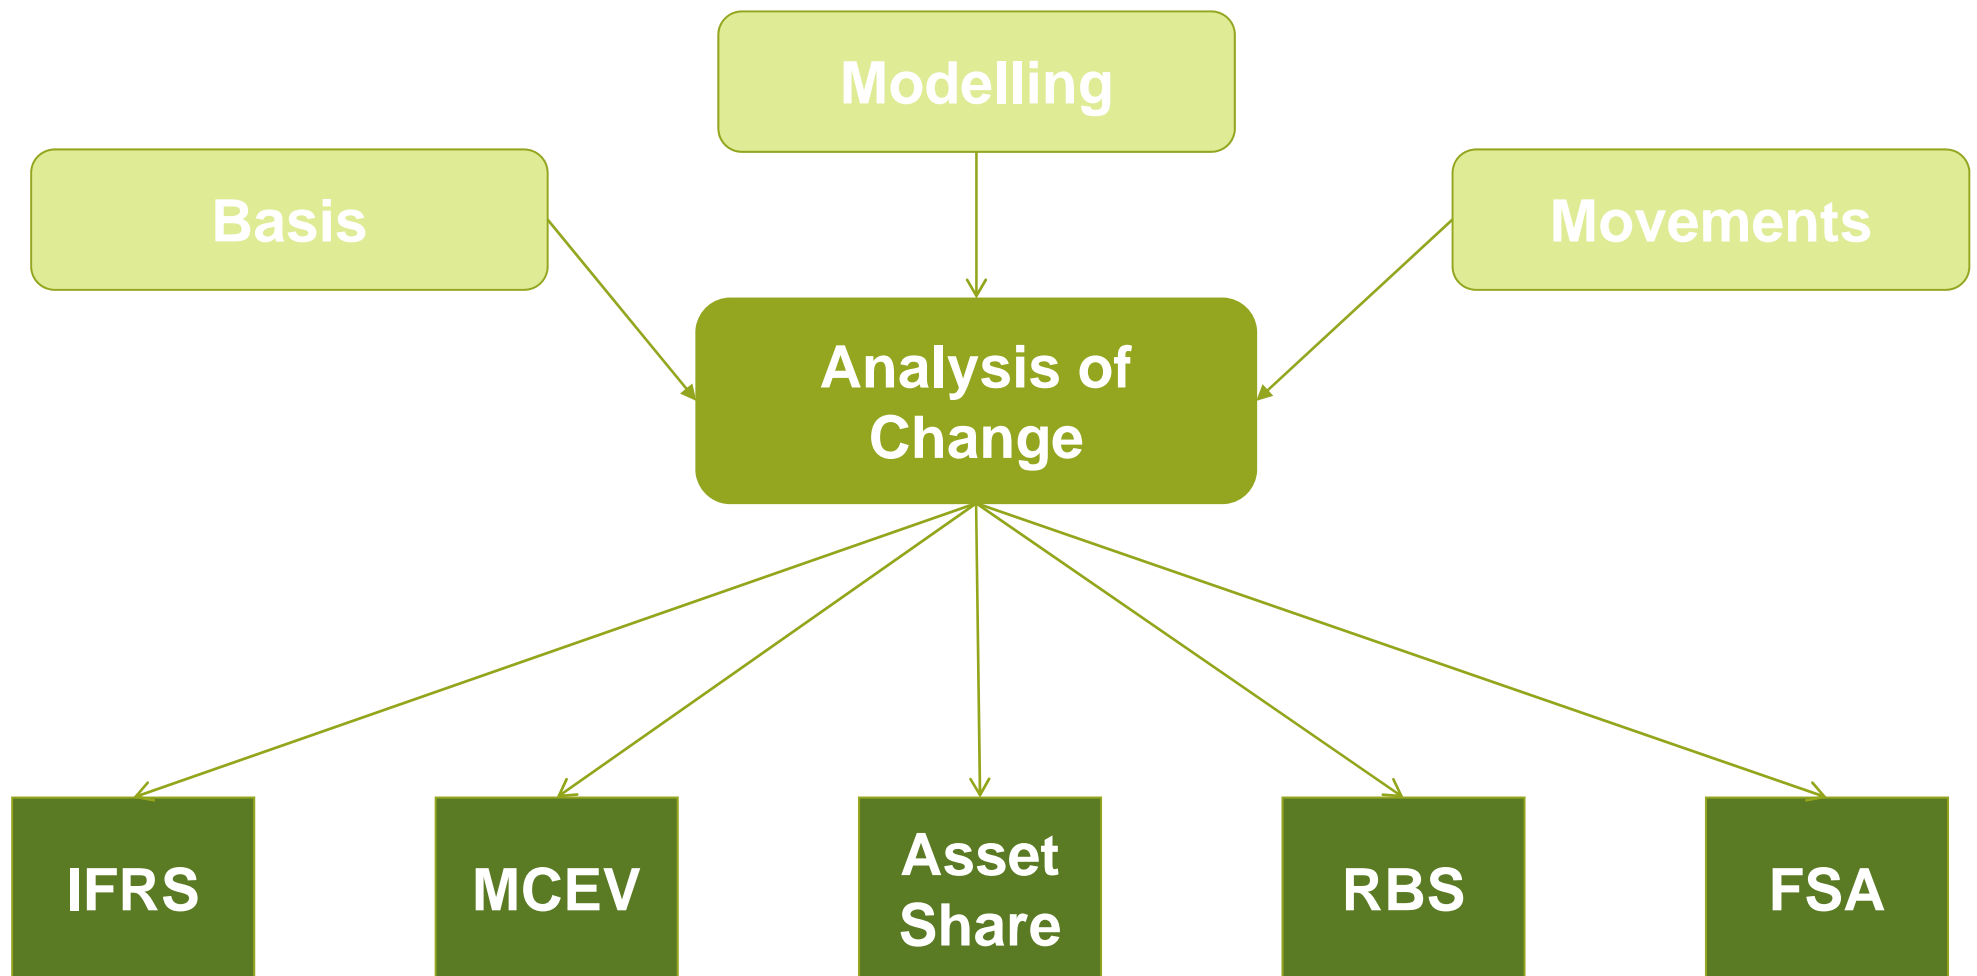 Modelling
Basis
Movements
Analysis of
Change
IFRS
MCEV
Asset
Share
RBS
FSA